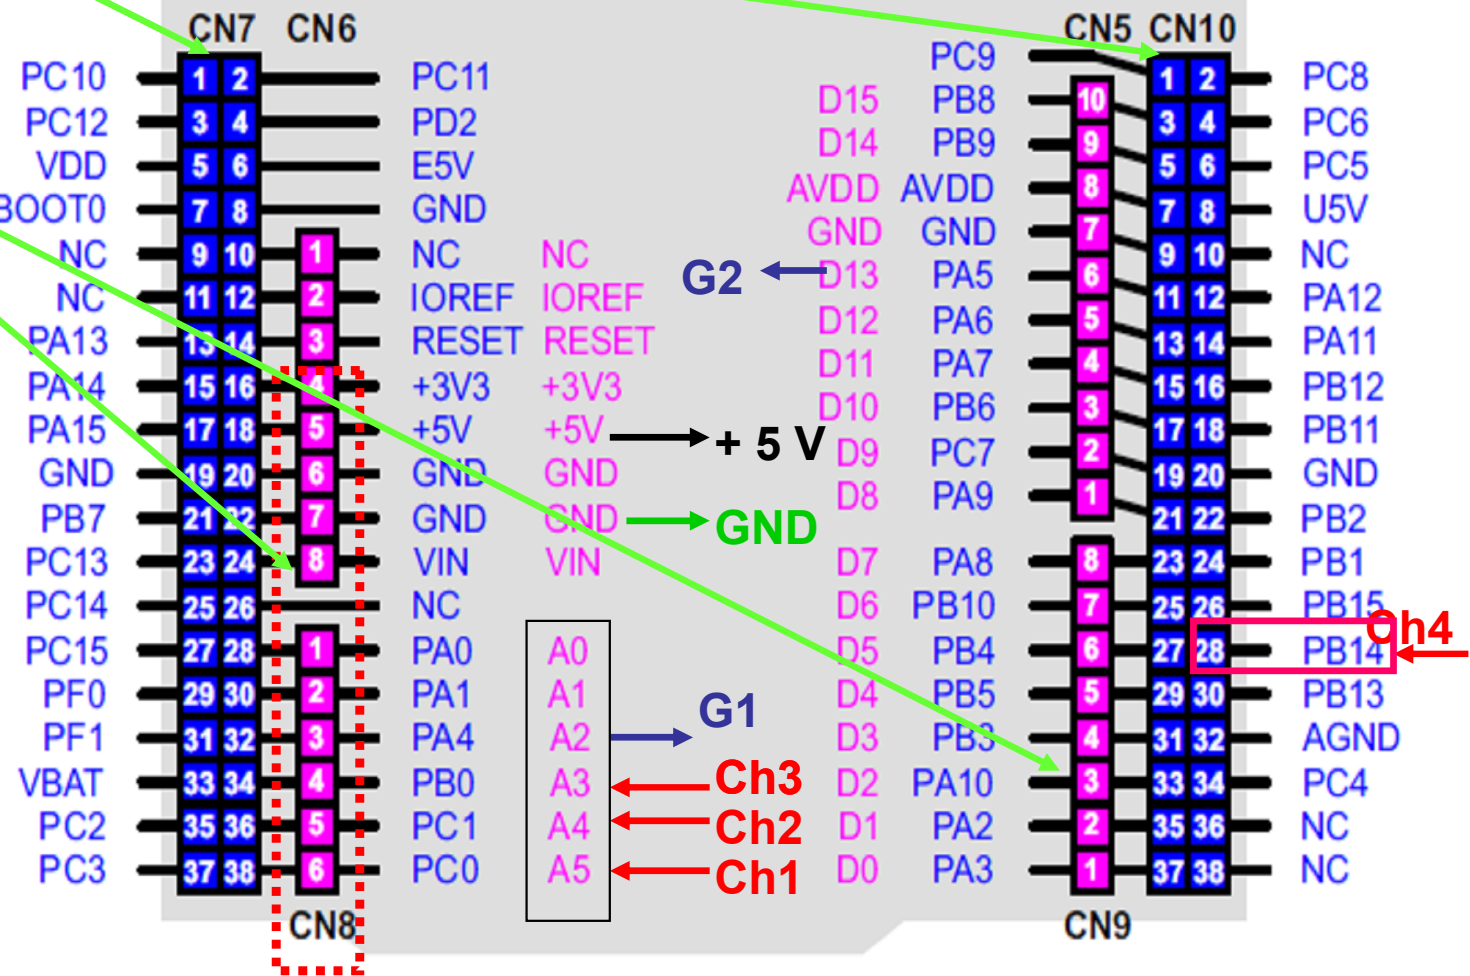 CN7 CN6 CN5 CN10
PC9
PC10 1 2 PC11 1 2 PC8
D15 PB8 10
PC12 3 4 PD2 3 4 PC6
D14 PB9 9
VDD 5 6 E5V 5 6 PC5
AVDD AVDD 8
BOOT0 7 8 GND 7 8 U5V
GND GND 7
NC 9 10 1 NC NC 9 10 NC
G2 D13 PA5 6
NC 11 12 2 IOREF IOREF 11 12 PA12
D12 PA6 5
PA13 13 14 3 RESET RESET 13 14 PA11
D11 PA7 4
PA14 15 16 4 +3V3 +3V3 15 16 PB12
D10 PB6 3
PA15 17 18 5 +5V +5V + 5 V 17 18 PB11
D9 PC7 2
GND 19 20 6 GND GND 19 20 GND
D8 PA9 1
PB7 21 22 7 GND GND GND 21 22 PB2
PC13 23 24 8 VIN VIN D7 PA8 8 23 24 PB1
PC14 25 26 NC D6 PB10 7 25 26 PB15
Ch4
PC15 27 28 1 PA0 A0 D5 PB4 6 27 28 PB14
PF0 29 30 2 PA1 A1 D4 PB5 5 29 30 PB13
G1
PF1 31 32 3 PA4 A2 D3 PB3 4 31 32 AGND
VBAT 33 34 4 PB0 A3 Ch3 D2 PA10 3 33 34 PC4
PC2 35 36 5 PC1 A4 Ch2 D1 PA2 2 35 36 NC
PC3 37 38 6 PC0 A5 Ch1 D0 PA3 1 37 38 NC
CN8 CN9